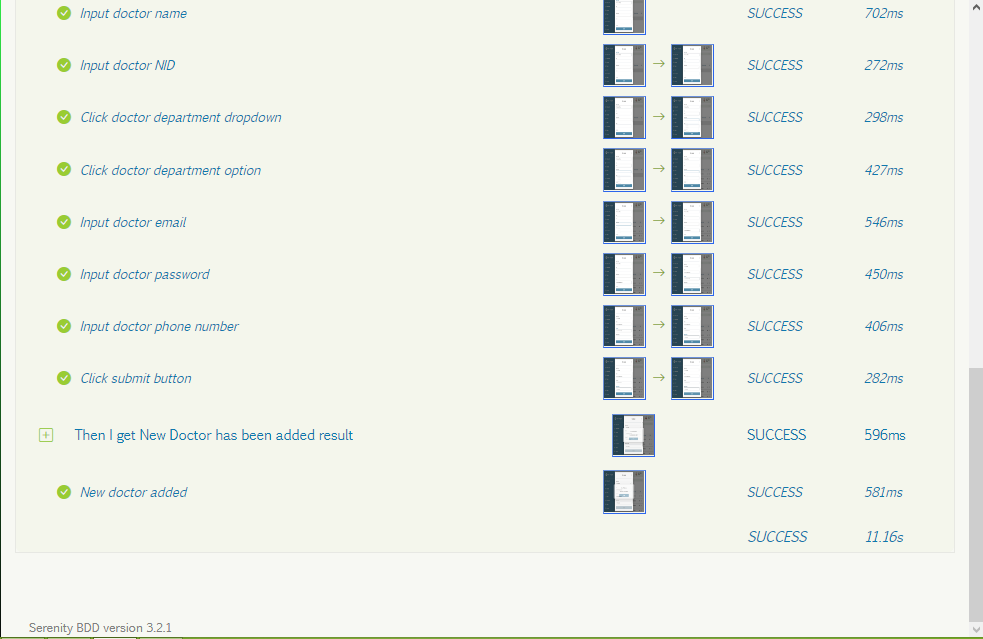 Input doctor name SUCCESS 702ms
Input doctor NID SUCCESS 272ms
Click doctor department dropdown SUCCESS 298ms
Click doctor department option SUCCESS 427ms
Input doctor email SUCCESS 546ms
Input doctor password SUCCESS 450ms
Input doctor phone number SUCCESS 406ms
Click submit button SUCCESS 282ms
Then I get New Doctor has been added result SUCCESS 596ms
New doctor added SUCCESS 581ms
SUCCESS 11.16s
Serenity BDD version 3.2.1